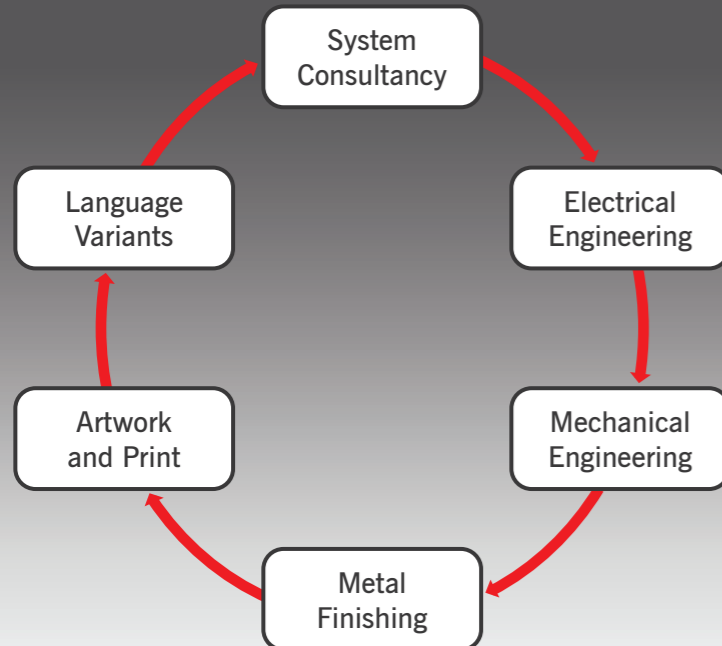 System
Consultancy
Electrical
Engineering
Mechanical
Engineering
Metal
Finishing
Artwork
and Print
Language
Variants